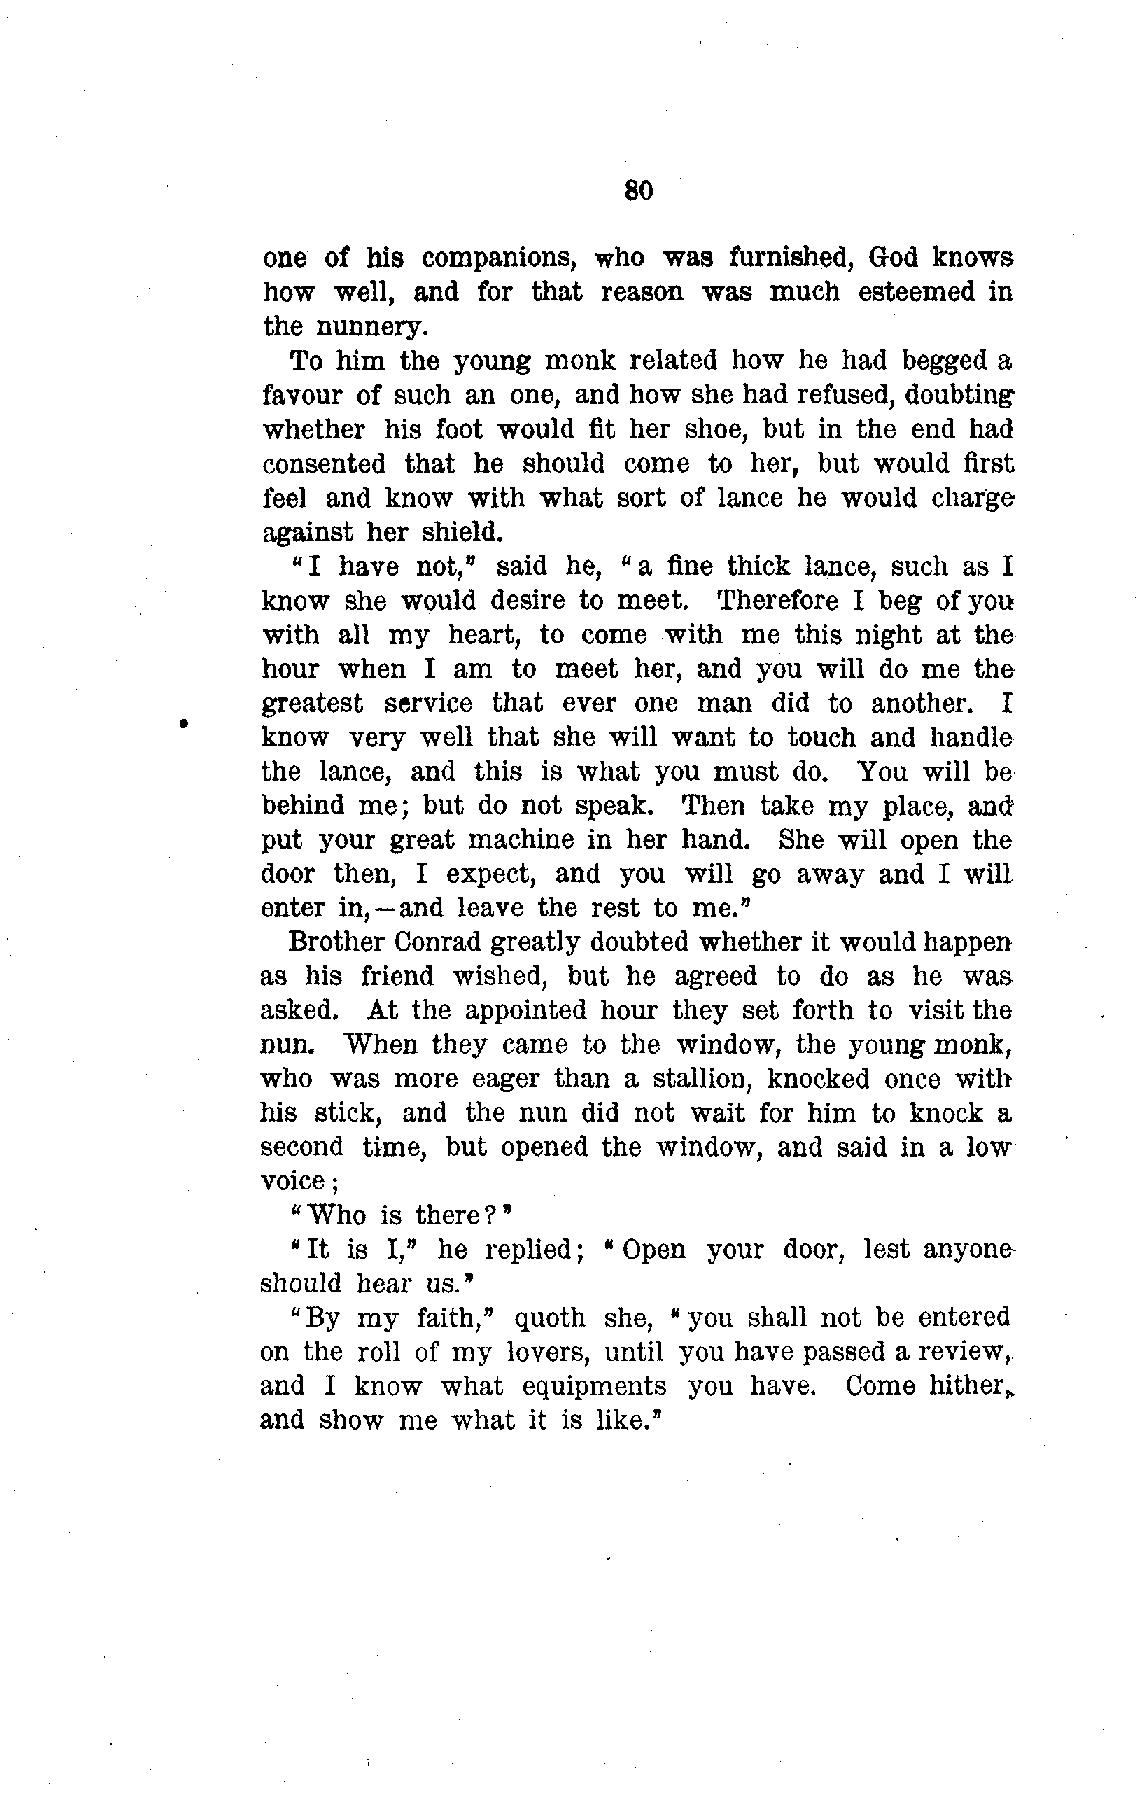 80
one of his companions, who was furnished, God knows
how well, and for that reason was much esteemed in
the nunnery.
To him the young monk related how he had begged a
favour of such an one, and how she had refused, doubting
whether his foot would fit her shoe, but in the end had
consented that he should come to her, but would first
feel and know with what sort of lance he would charge
against her shield.
"I have not," said he, "a fine thick lance, such as I
know she would desire to meet. Therefore I beg of you
with all my heart, to come with me this night at the
hour when I am to meet her, and you will do me the
greatest service that ever one man did to another. I
know very well that she will want to touch and handle
the lance, and this is what you must do. You will be
behind me; but do not speak. Then take my place, and
put your great machine in her hand. She will open the
door then, I expect, and you will go away and I will
enter in,—and leave the rest to me."
Brother Conrad greatly doubted whether it would happen
as his friend wished, but he agreed to do as he was
asked. At the appointed hour they set forth to visit the
nun. When they came to the window, the young monk,
who was more eager than a stallion, knocked once with
his stick, and the nun did not wait for him to knock a
second time, but opened the window, and said in a low
voice;
"Who is there?"
"It is I," he replied; "Open your door, lest anyone
should hear us."
"By my faith," quoth she, "you shall not be entered
on the roll of my lovers, until you have passed a review,
and I know what equipments you have. Come hither,
and show me what it is like."